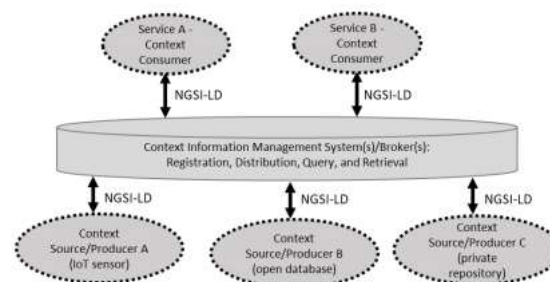 Service A -
Context
Consumer
Service B -
Context
Consumer
NGSI-LD
NGSI-LD
Context Information Management System(s)/Broker(s):
Registration, Distribution, Query, and Retrieval
NGSI-LD
NGSI-LD
NGSI-LD
Context
Source/Producer A
(IoT sensor)
Context
Source/Producer B
(open database)
Context
Source/Producer C
(private
repository)